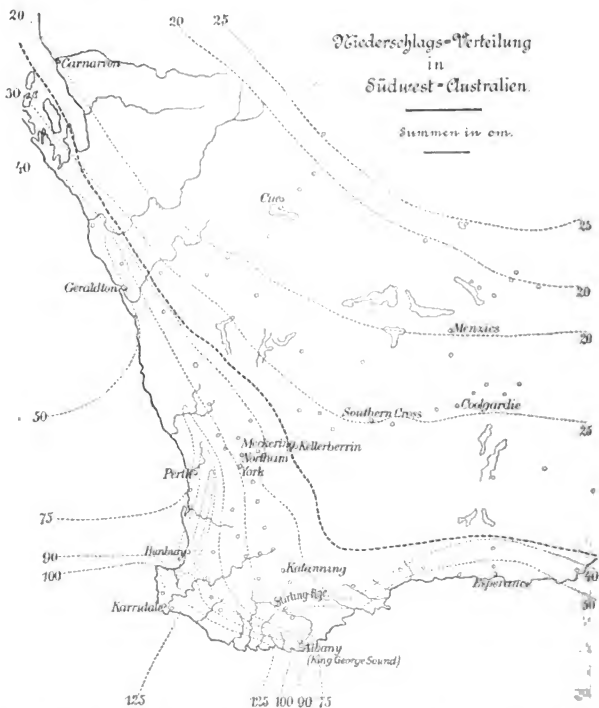 20
25
Niederschlags=Verteilung
in
Südwest=Australien.
Summen in cm.
Carnarvon
30
40
Cue
25
Geraldton
20
Menzies
20
50
Southern Cross
Coolgardie
25
Meckering
Kellerberrin
Northam
Perth
York
75
90
Bunbury
100
Katanning
Esperance
40
Karridale
Stirling-Rge.
50
Albany
(King George Sound)
125
125 100 90 75